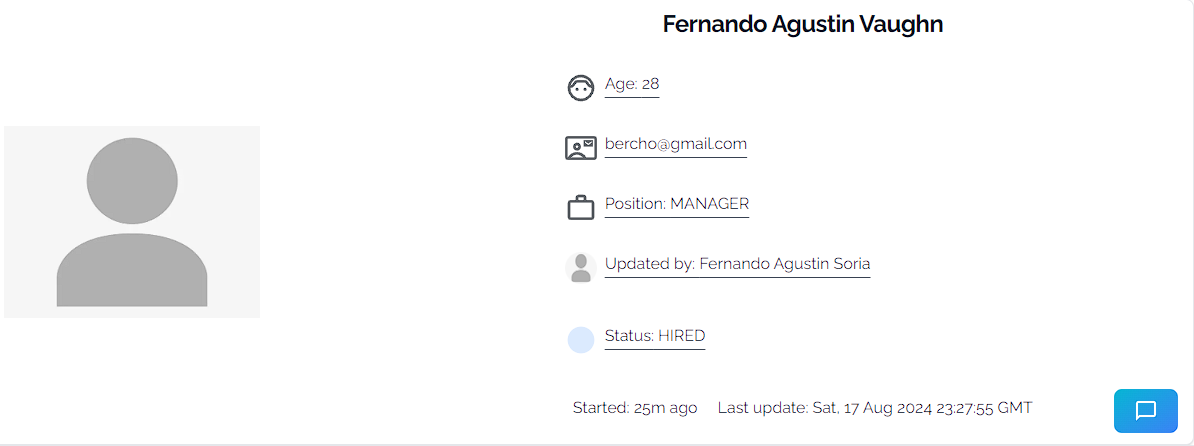 Fernando Agustin Vaughn
Age: 28
bercho@gmail.com
Position: MANAGER
Updated by: Fernando Agustin Soria
Status: HIRED
Started: 25m ago Last update: Sat, 17 Aug 2024 23:27:55 GMT